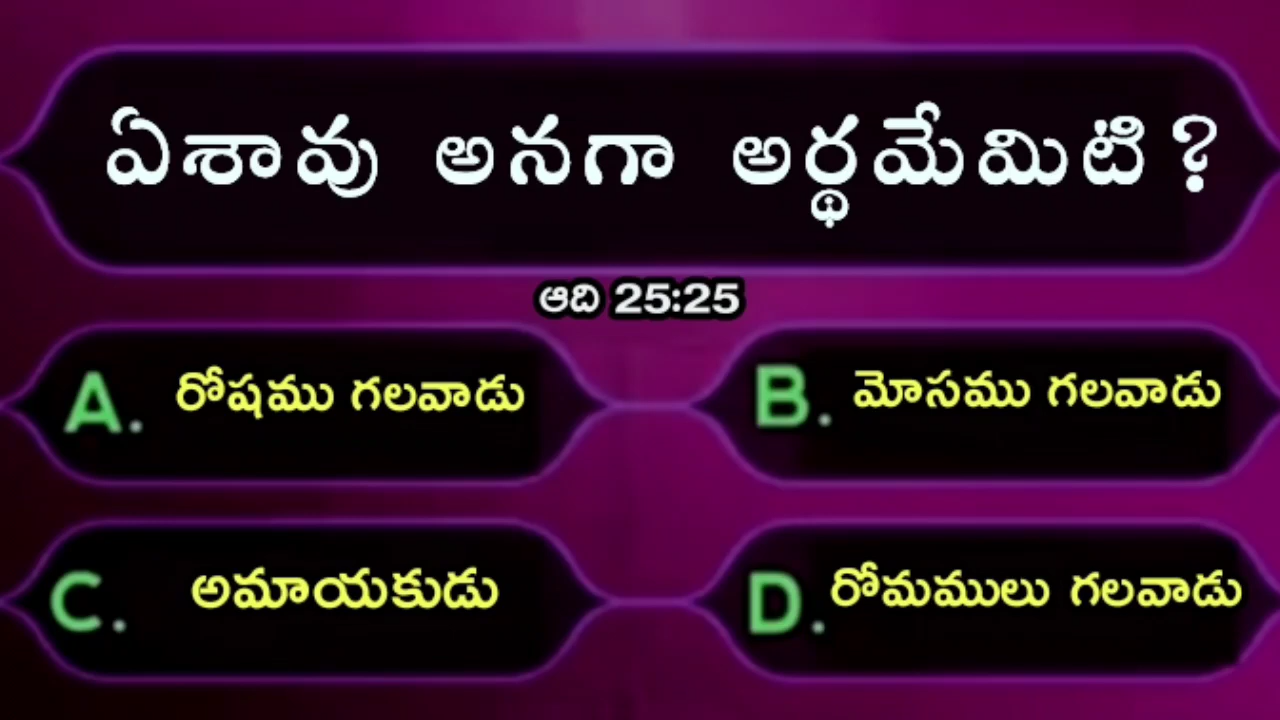 ఏశావు అనగా అర్థమేమిటి ?
ఆది 25:25
A. రోషము గలవాడు
B. మోసము గలవాడు
C. అమాయకుడు
D. రోమములు గలవాడు